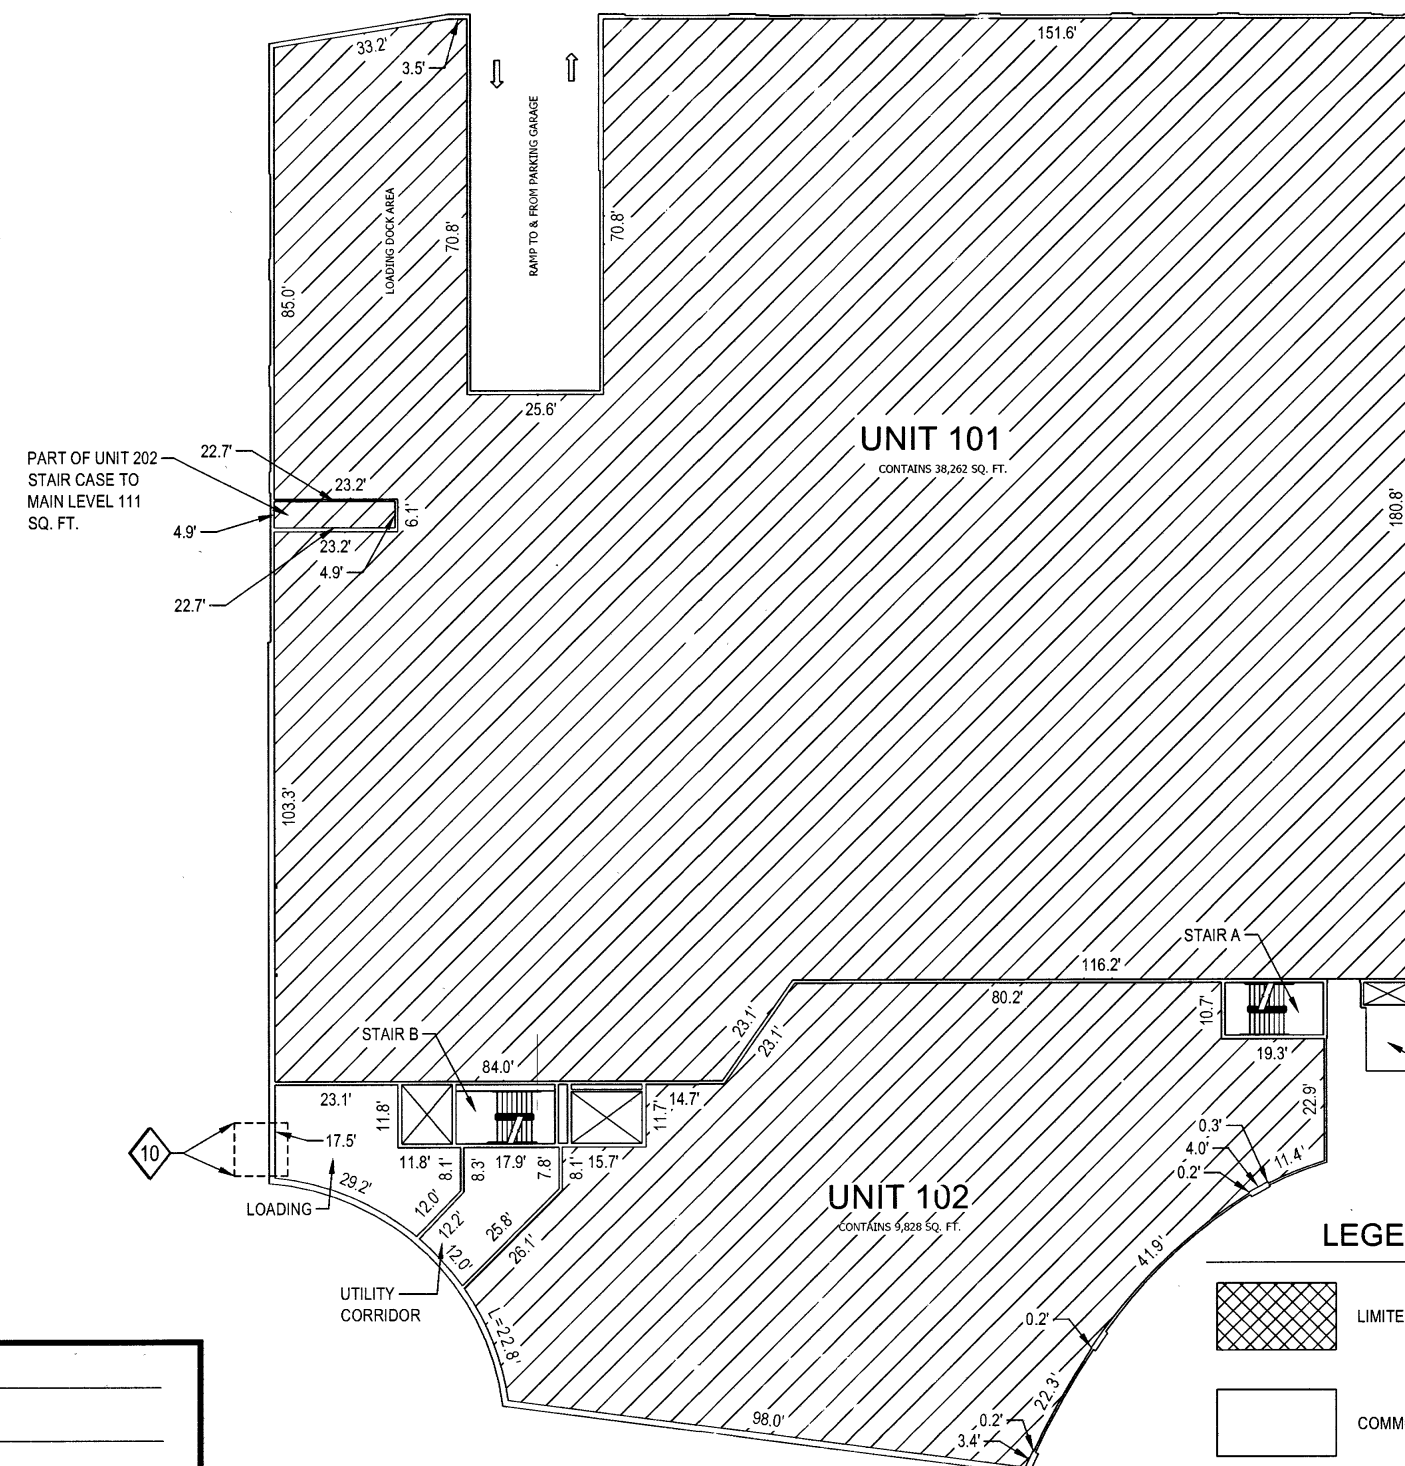 33.2'
3.5'
151.6'
RAMP TO & FROM PARKING GARAGE
LOADING DOCK AREA
70.8'
70.8'
85.0'
25.6'
UNIT 101
CONTAINS 38,262 SQ. FT.
180.8'
PART OF UNIT 202
STAIR CASE TO
MAIN LEVEL 111
SQ. FT.
22.7'
23.2'
6.1'
4.9'
23.2'
4.9'
22.7'
103.3'
STAIR A
116.2'
80.2'
10.7'
19.3'
23.1'
23.1'
STAIR B
84.0'
23.1'
11.8'
11.7'
14.7'
22.9'
10
17.5'
11.8'
8.1'
8.3'
17.9'
7.8'
8.1'
15.7'
0.3'
4.0'
0.2'
11.4'
29.2'
LOADING
12.0'
12.2'
12.0'
25.8'
26.1'
UNIT 102
CONTAINS 9,828 SQ. FT.
41.9'
LEGE
UTILITY
CORRIDOR
L=22.8'
0.2'
LIMITE
22.3'
98.0'
0.2'
3.4'
COMM